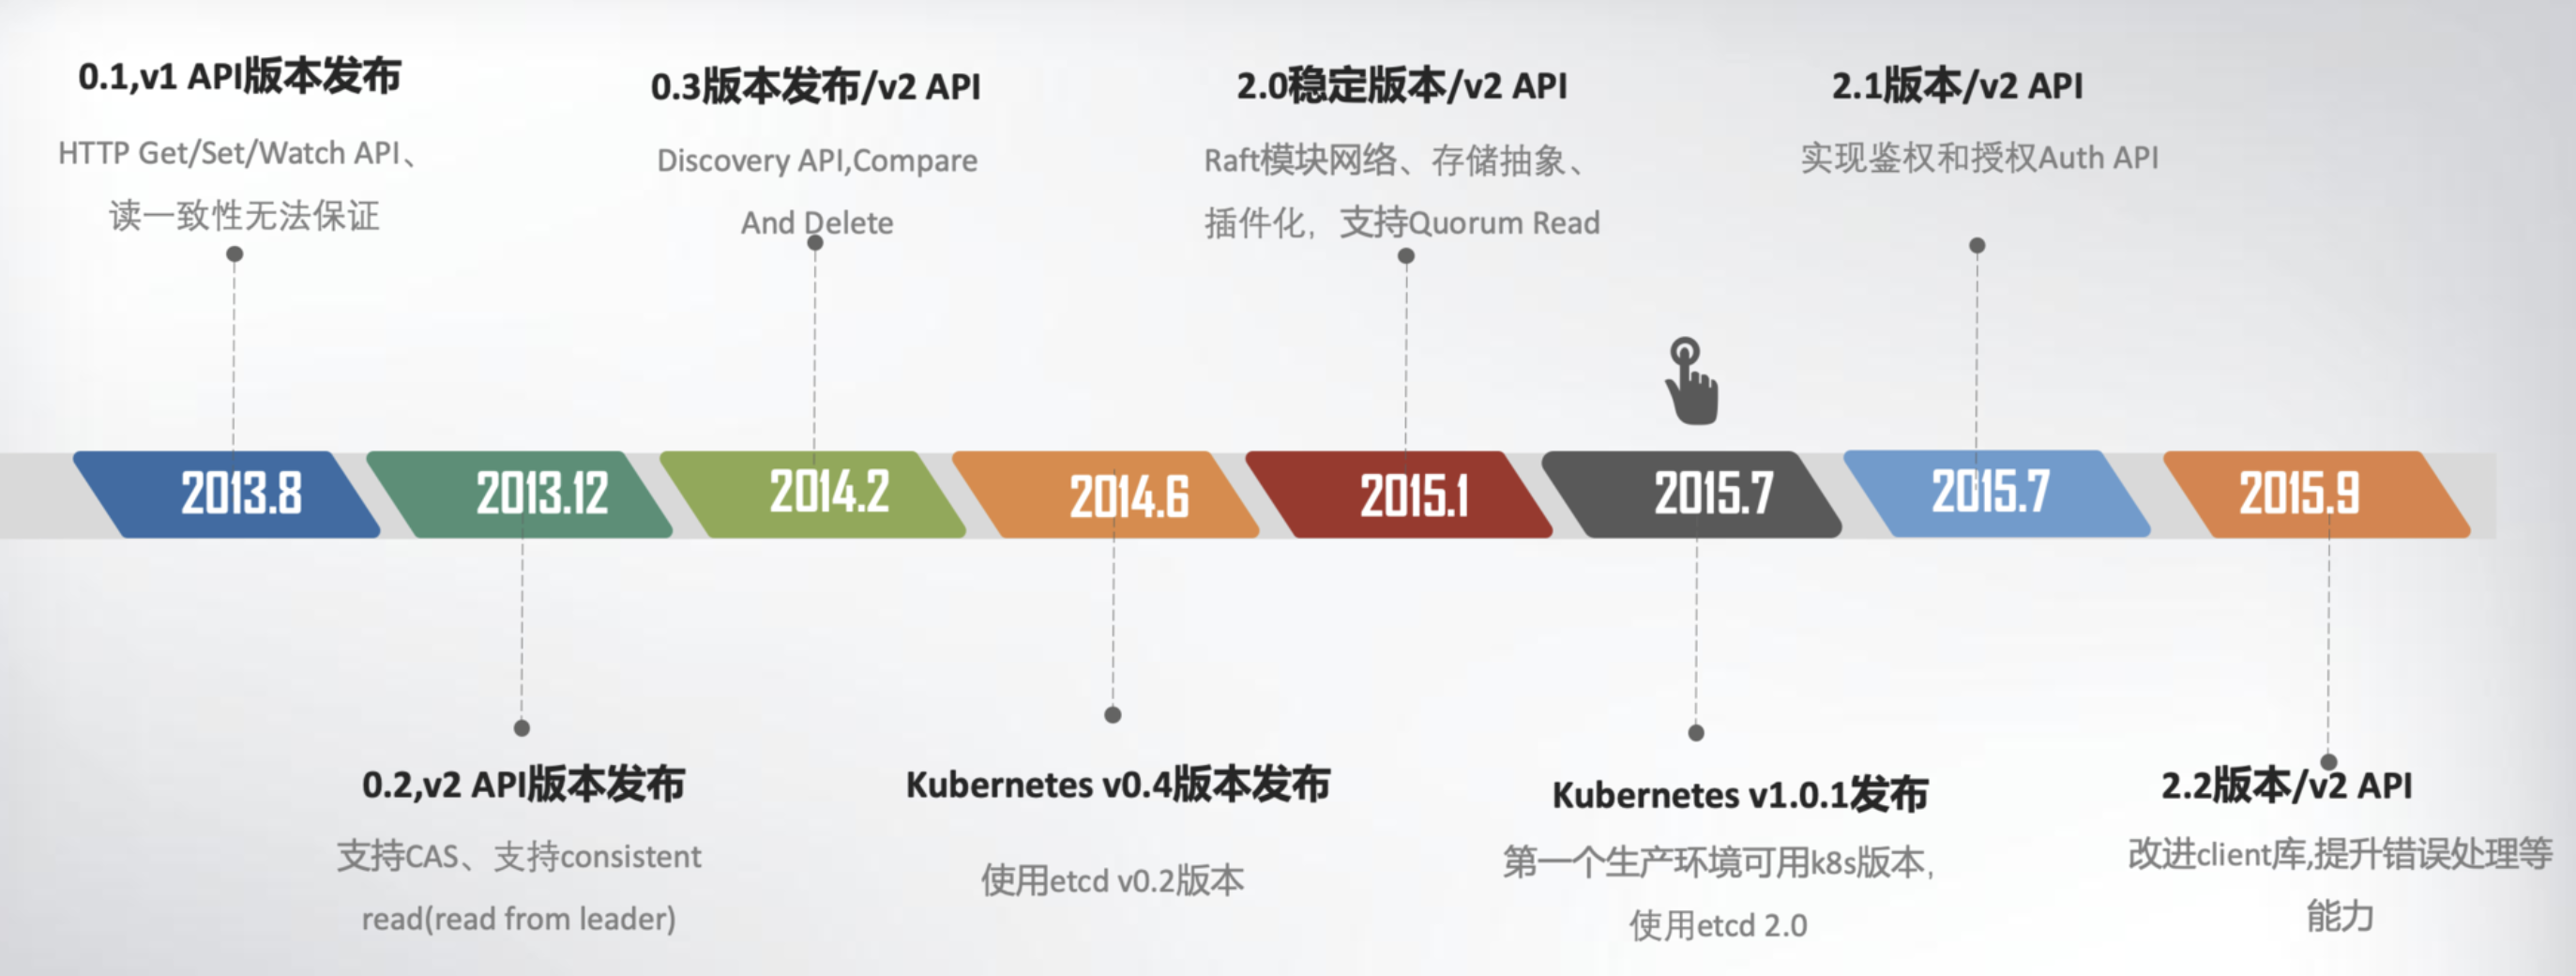 0.1,v1 API版本发布
HTTP Get/Set/Watch API、
读一致性无法保证
0.3版本发布/v2 API
Discovery API,Compare
And Delete
2.0稳定版本/v2 API
Raft模块网络、存储抽象、
插件化，支持Quorum Read
2.1版本/v2 API
实现鉴权和授权Auth API
2013.8
2013.12
2014.2
2014.6
2015.1
2015.7
2015.7
2015.9
0.2,v2 API版本发布
支持CAS、支持consistent
read(read from leader)
Kubernetes v0.4版本发布
使用etcd v0.2版本
Kubernetes v1.0.1发布
第一个生产环境可用k8s版本，
使用etcd 2.0
2.2版本/v2 API
改进client库,提升错误处理等
能力